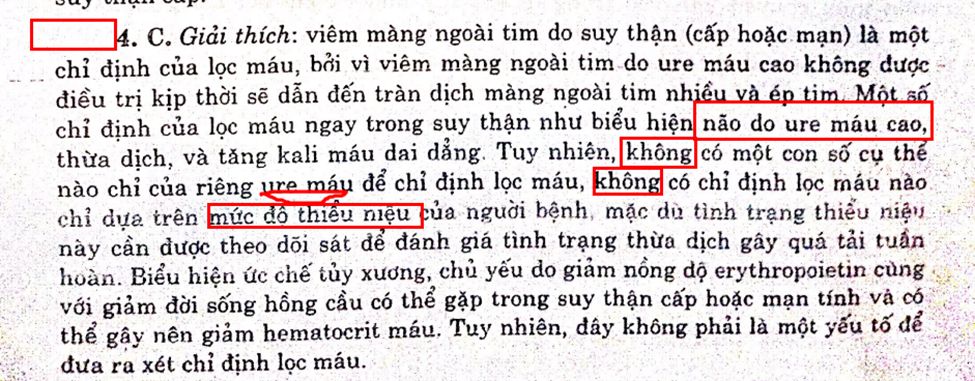 suy thận cấp.
4. C. Giải thích: viêm màng ngoài tim do suy thận (cấp hoặc mạn) là một
chỉ định của lọc máu, bởi vì viêm màng ngoài tim do ure máu cao không được
điều trị kịp thời sẽ dẫn đến tràn dịch màng ngoài tim nhiều và ép tim. Một số
chỉ định của lọc máu ngay trong suy thận như biểu hiện não do ure máu cao,
thừa dịch, và tăng kali máu dai dẳng. Tuy nhiên, không có một con số cụ thể
nào chỉ của riêng ure máu để chỉ định lọc máu, không có chỉ định lọc máu nào
chỉ dựa trên mức độ thiểu niệu của người bệnh, mặc dù tình trạng thiểu niệu
này cần được theo dõi sát để đánh giá tình trạng thừa dịch gây quá tải tuần
hoàn. Biểu hiện ức chế tủy xương, chủ yếu do giảm nồng độ erythropoietin cùng
với giảm đời sống hồng cầu có thể gặp trong suy thận cấp hoặc mạn tính và có
thể gây nên giảm hematocrit máu. Tuy nhiên, đây không phải là một yếu tố để
đưa ra xét chỉ định lọc máu.